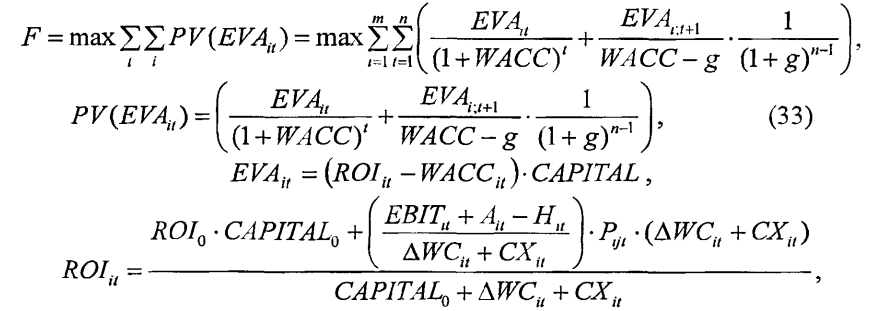 F = max ∑_t ∑_i PV(EVA_it) = max ∑_{i=1}^{m} ∑_{t=1}^{n} ( EVA_it / (1+WACC)^t + EVA_{i;t+1} / (WACC − g) · 1 / (1+g)^{n−1} ),
PV(EVA_it) = ( EVA_it / (1+WACC)^t + EVA_{i;t+1} / (WACC − g) · 1 / (1+g)^{n−1} ), (33)
EVA_it = (ROI_it − WACC_it) · CAPITAL ,
ROI_it = ( ROI_0 · CAPITAL_0 + ( (EBIT_it + A_it − H_it) / (ΔWC_it + CX_it) ) · P_ijt · (ΔWC_it + CX_it) ) / ( CAPITAL_0 + ΔWC_it + CX_it ),